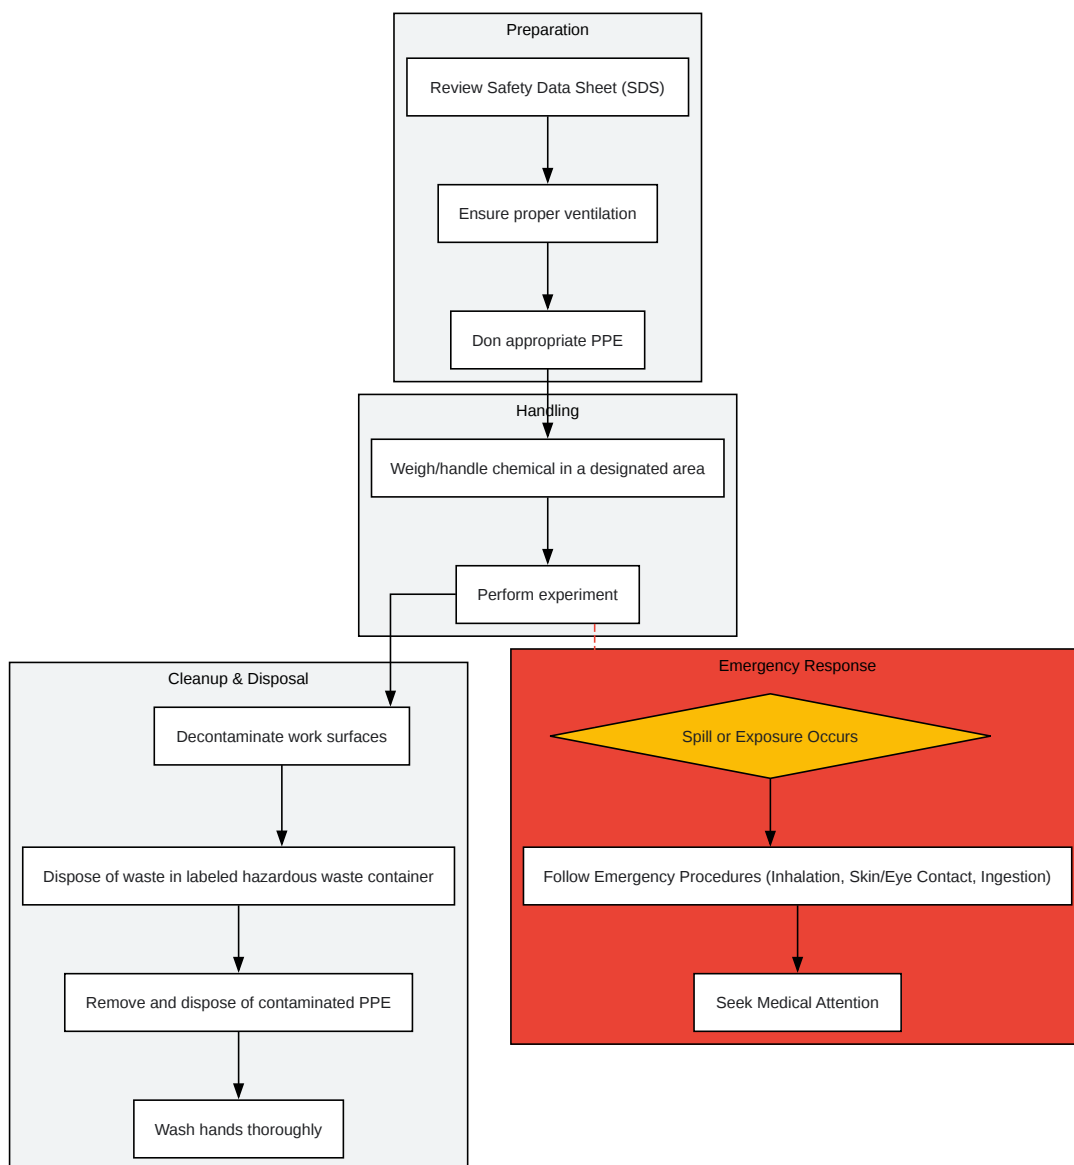 Preparation
Review Safety Data Sheet (SDS)
Ensure proper ventilation
Don appropriate PPE
Handling
Weigh/handle chemical in a designated area
Perform experiment
Cleanup & Disposal
Decontaminate work surfaces
Dispose of waste in labeled hazardous waste container
Remove and dispose of contaminated PPE
Wash hands thoroughly
Emergency Response
Spill or Exposure Occurs
Follow Emergency Procedures (Inhalation, Skin/Eye Contact, Ingestion)
Seek Medical Attention